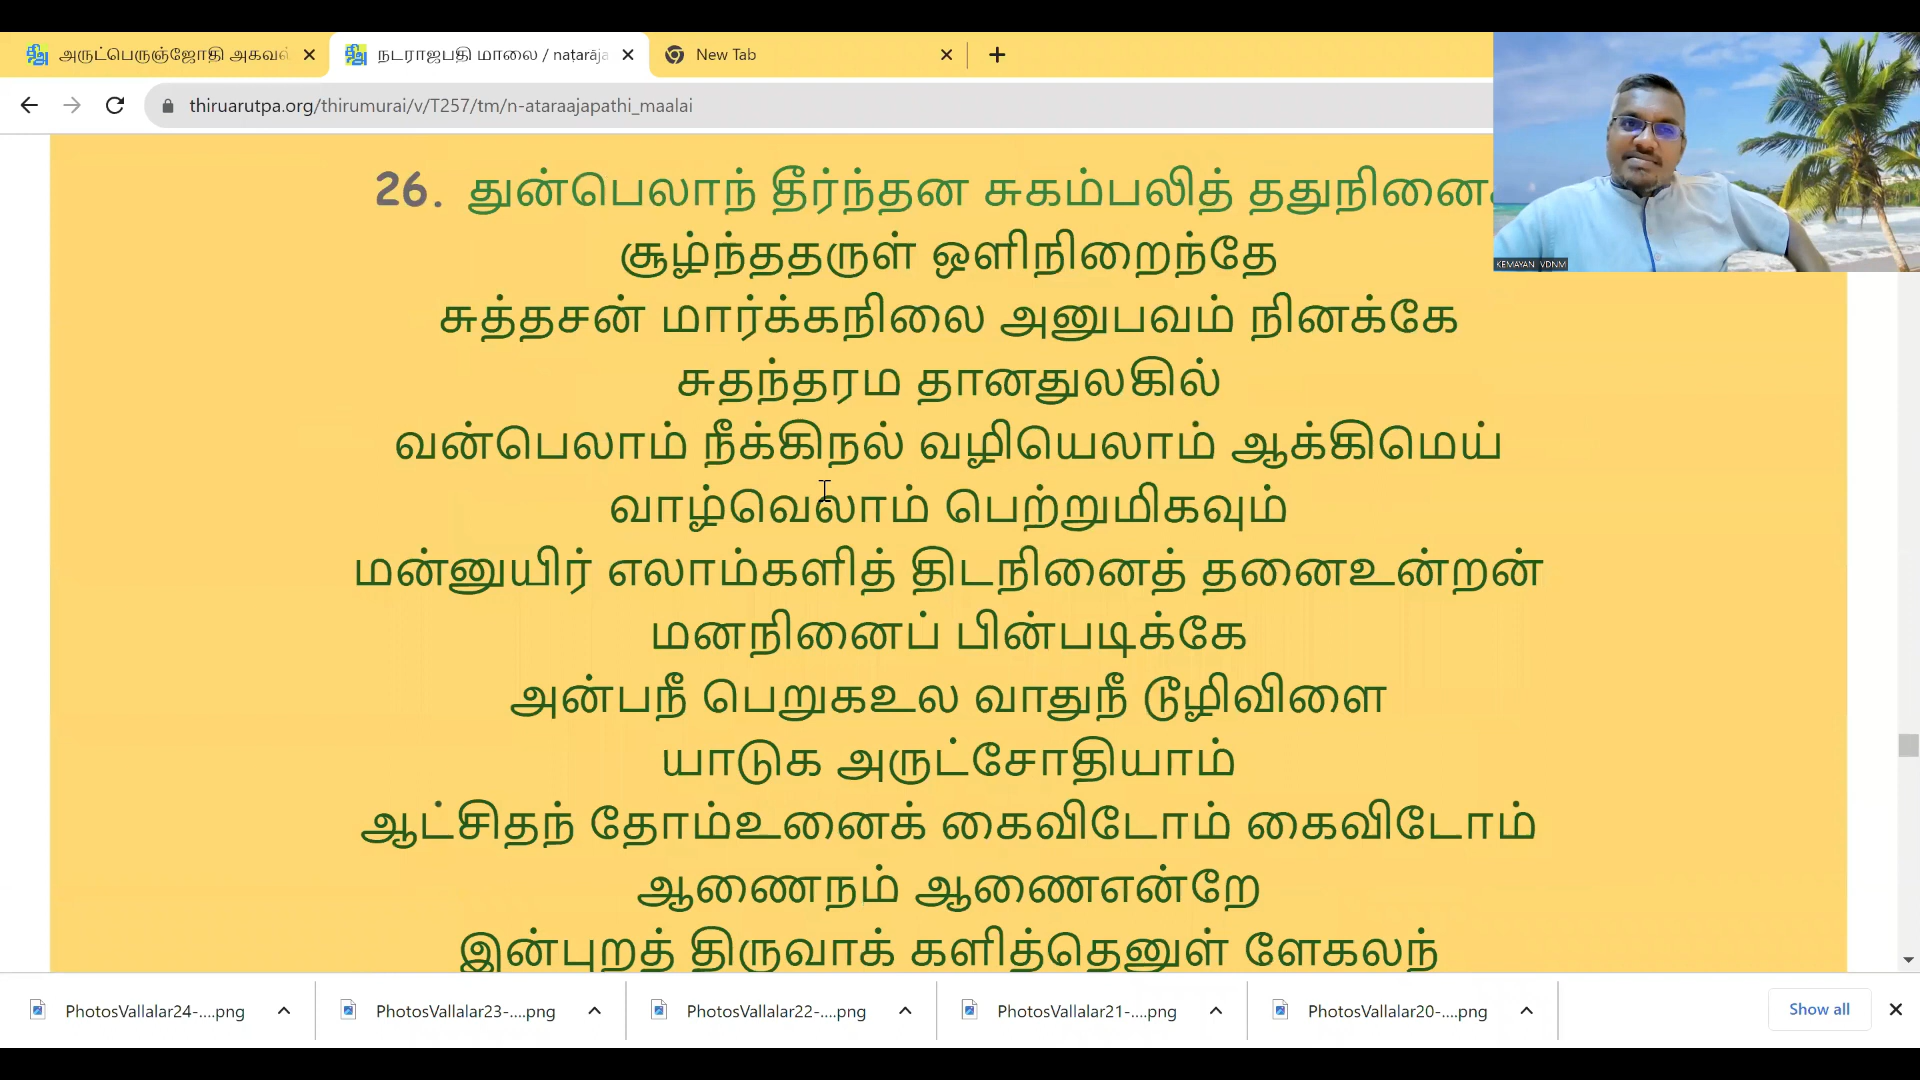 அருட்பெருஞ்ஜோதி அகவல்
நடராஜபதி மாலை / naṭarāja
New Tab
thiruarutpa.org/thirumurai/v/T257/tm/n-ataraajapathi_maalai
KEMAYAN VDNM
26. துன்பெலாந் தீர்ந்தன சுகம்பலித் ததுநினை
சூழ்ந்ததருள் ஒளிநிறைந்தே
சுத்தசன் மார்க்கநிலை அனுபவம் நினக்கே
சுதந்தரம தானதுலகில்
வன்பெலாம் நீக்கிநல் வழியெலாம் ஆக்கிமெய்
வாழ்வெலாம் பெற்றுமிகவும்
மன்னுயிர் எலாம்களித் திடநினைத் தனைஉன்றன்
மனநினைப் பின்படிக்கே
அன்பநீ பெறுகஉல வாதுநீ டூழிவிளை
யாடுக அருட்சோதியாம்
ஆட்சிதந் தோம்உனைக் கைவிடோம் கைவிடோம்
ஆணைநம் ஆணைஎன்றே
இன்புறத் திருவாக் களித்தெனுள் ளேகலந்
PhotosVallalar24-....png
PhotosVallalar23-....png
PhotosVallalar22-....png
PhotosVallalar21-....png
PhotosVallalar20-....png
Show all